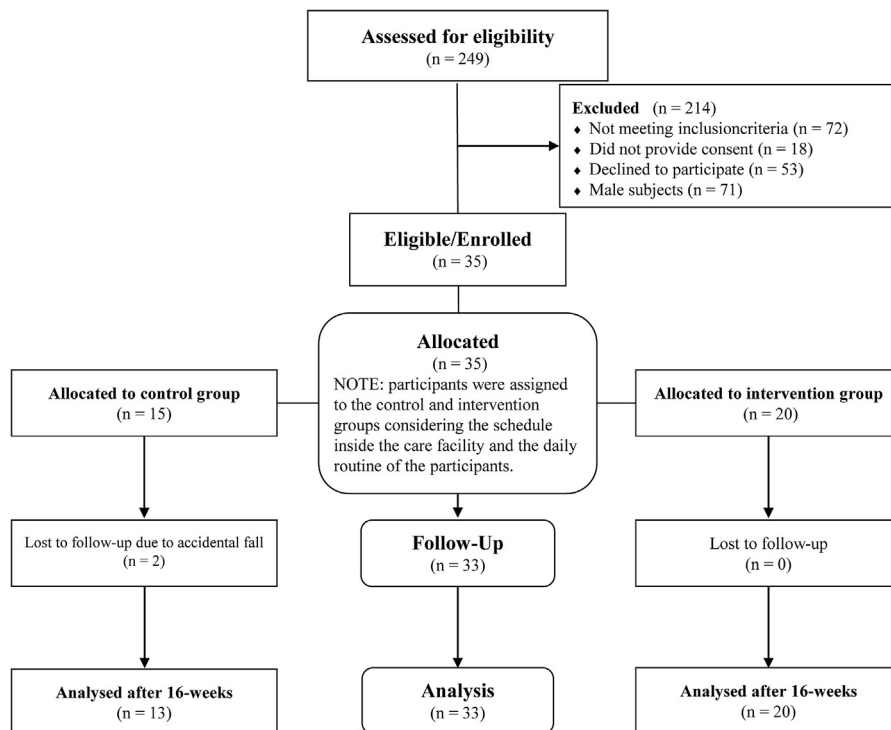 Assessed for eligibility
(n = 249)
Excluded (n = 214)
♦ Not meeting inclusioncriteria (n = 72)
♦ Did not provide consent (n = 18)
♦ Declined to participate (n = 53)
♦ Male subjects (n = 71)
Eligible/Enrolled
(n = 35)
Allocated
(n = 35)
NOTE: participants were assigned
to the control and intervention
groups considering the schedule
inside the care facility and the daily
routine of the participants.
Allocated to control group
(n = 15)
Allocated to intervention group
(n = 20)
Lost to follow-up due to accidental fall
(n = 2)
Follow-Up
(n = 33)
Lost to follow-up
(n = 0)
Analysed after 16-weeks
(n = 13)
Analysis
(n = 33)
Analysed after 16-weeks
(n = 20)